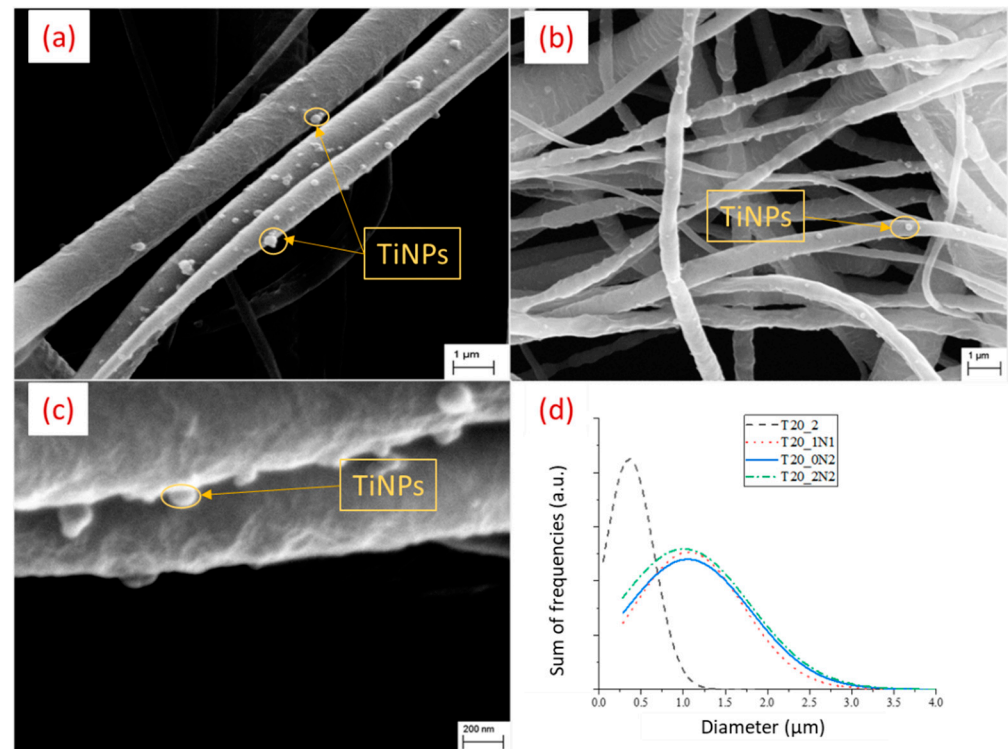 (a)
TiNPs
1 µm
(b)
TiNPs
1 µm
(c)
TiNPs
200 nm
(d)
T20_2
T20_1N1
T20_0N2
T20_2N2
Sum of frequencies (a.u.)
0.0 0.5 1.0 1.5 2.0 2.5 3.0 3.5 4.0
Diameter (µm)